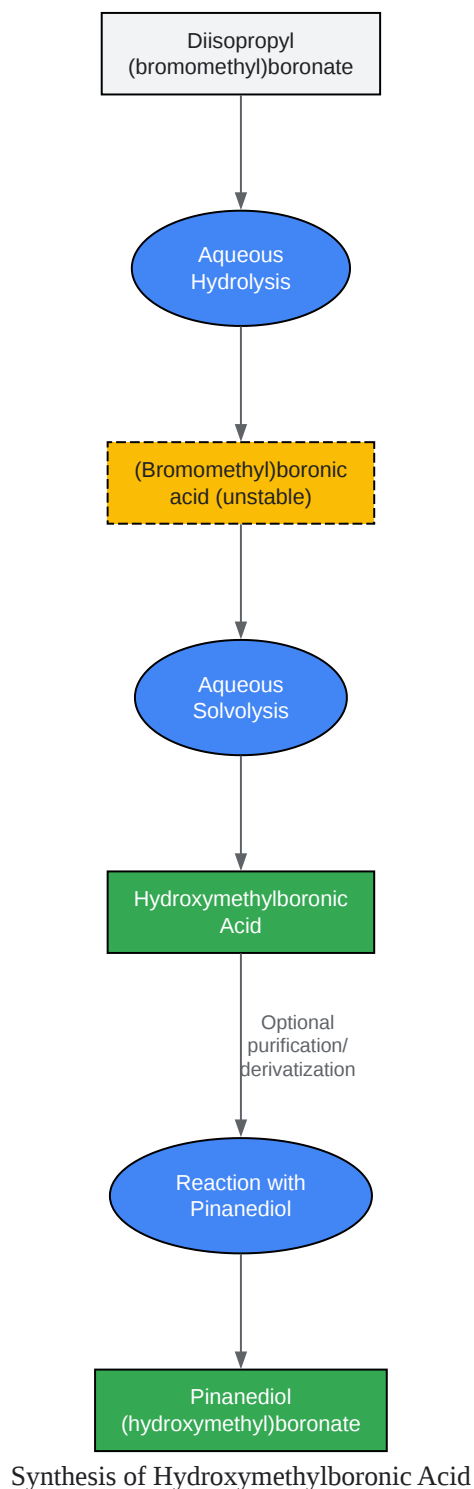 Diisopropyl
(bromomethyl)boronate
Aqueous
Hydrolysis
(Bromomethyl)boronic
acid (unstable)
Aqueous
Solvolysis
Hydroxymethylboronic
Acid
Optional
purification/
derivatization
Reaction with
Pinanediol
Pinanediol
(hydroxymethyl)boronate
Synthesis of Hydroxymethylboronic Acid